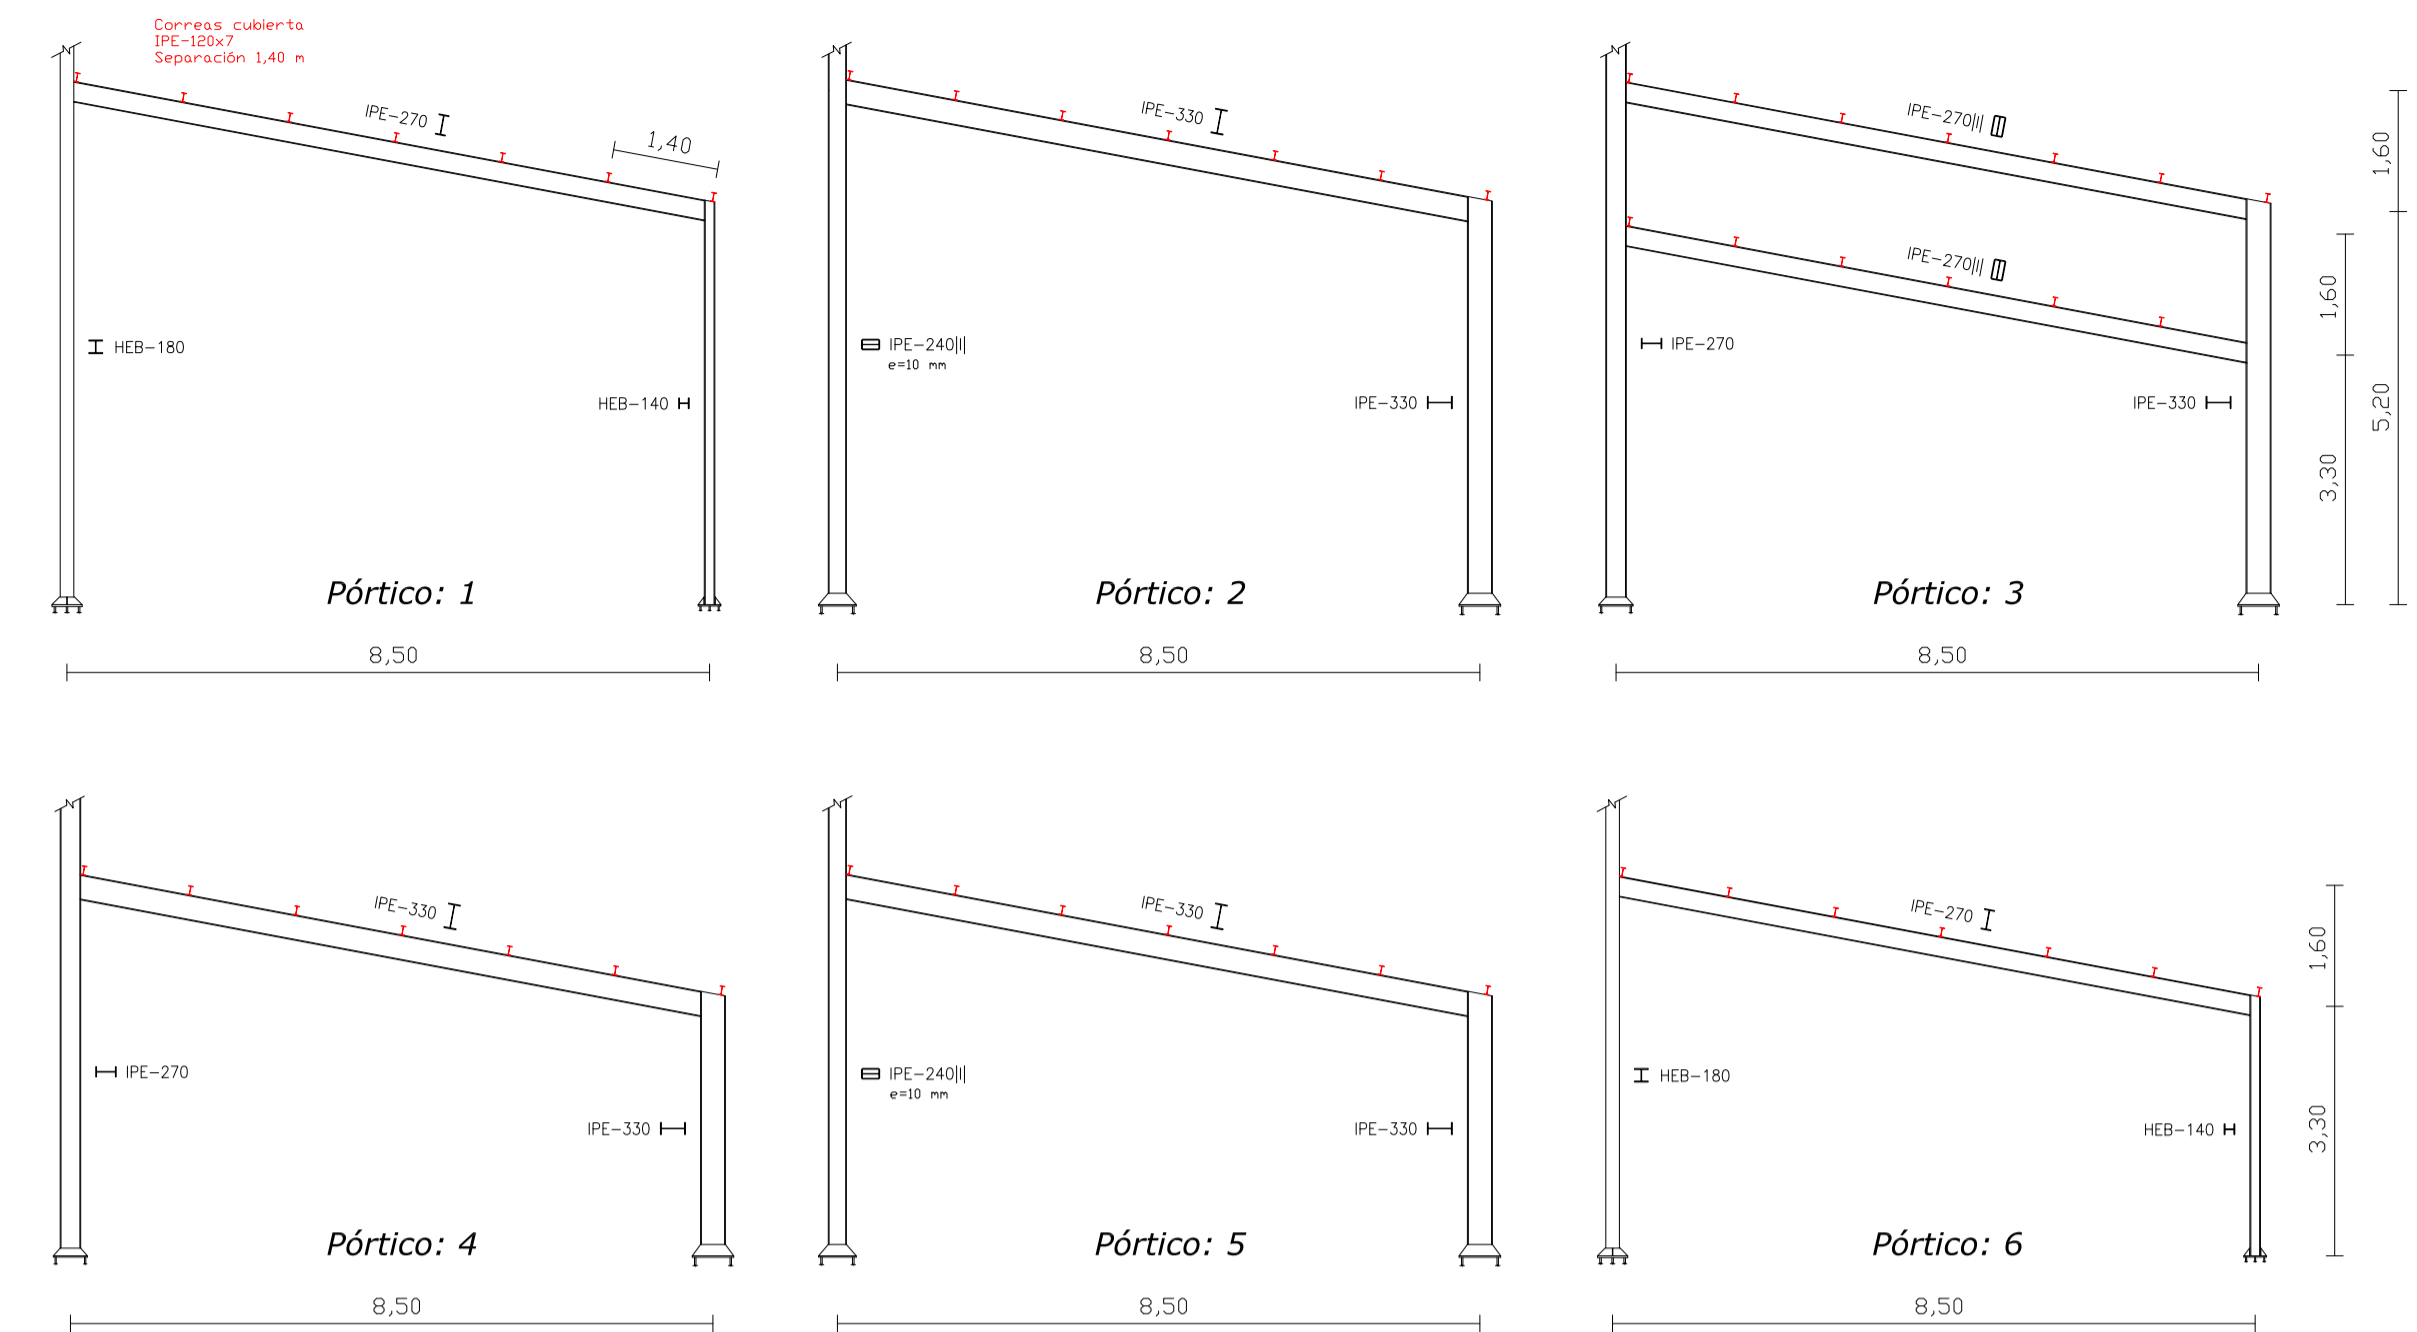 Correas cubierta
IPE-120x7
Separación 1,40 m
IPE-270
1,40
HEB-180
HEB-140
Pórtico: 1
8,50
IPE-330
IPE-240|||
e=10 mm
IPE-330
Pórtico: 2
8,50
IPE-270|||
IPE-270|||
IPE-270
IPE-330
Pórtico: 3
8,50
1,60
1,60
5,20
3,30
IPE-330
IPE-270
IPE-330
Pórtico: 4
8,50
IPE-330
IPE-240|||
e=10 mm
IPE-330
Pórtico: 5
8,50
IPE-270
HEB-180
HEB-140
Pórtico: 6
8,50
1,60
3,30